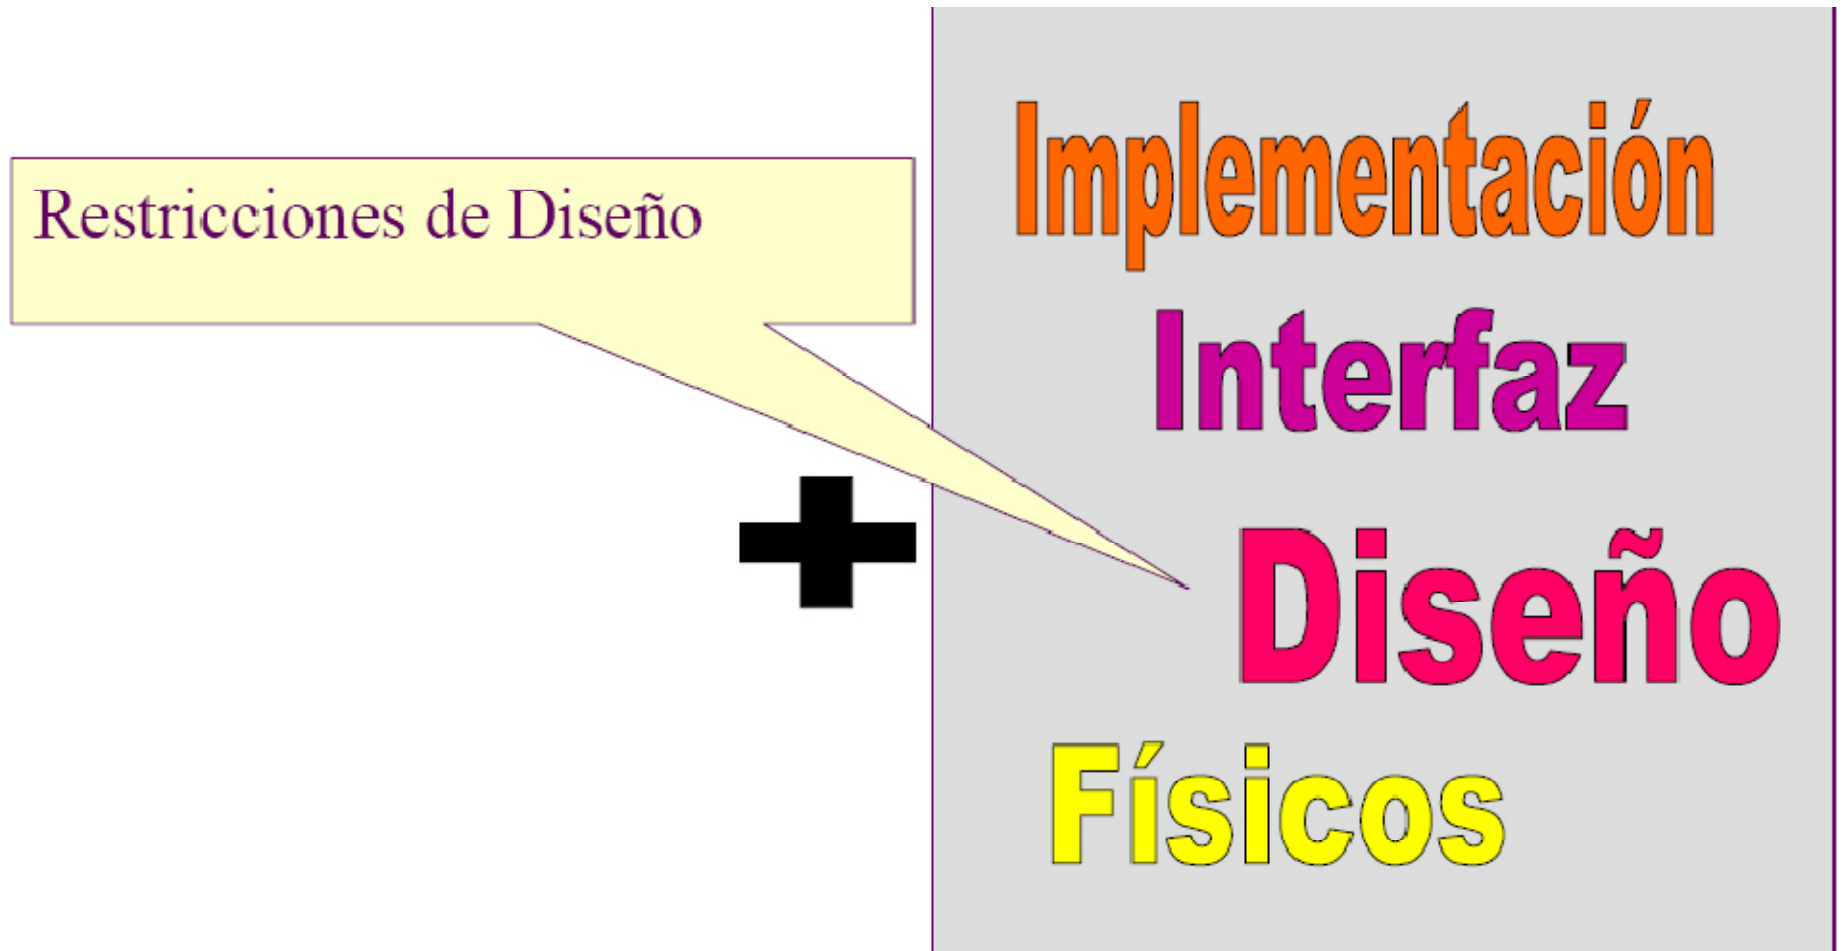 Restricciones de Diseño
Implementación
Interfaz
Diseño
Físicos